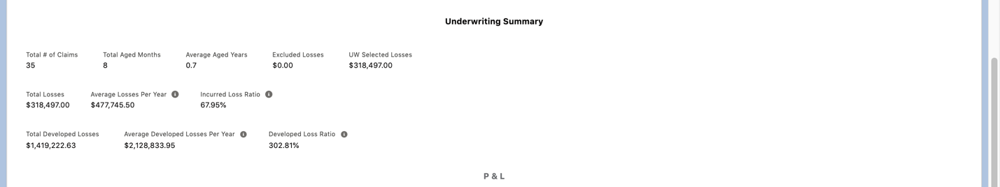 Underwriting Summary
Total # of Claims Total Aged Months Average Aged Years Excluded Losses UW Selected Losses
35 8 0.7 $0.00 $318,497.00
Total Losses Average Losses Per Year Incurred Loss Ratio
$318,497.00 $477,745.50 67.95%
Total Developed Losses Average Developed Losses Per Year Developed Loss Ratio
$1,419,222.63 $2,128,833.95 302.81%
P & L